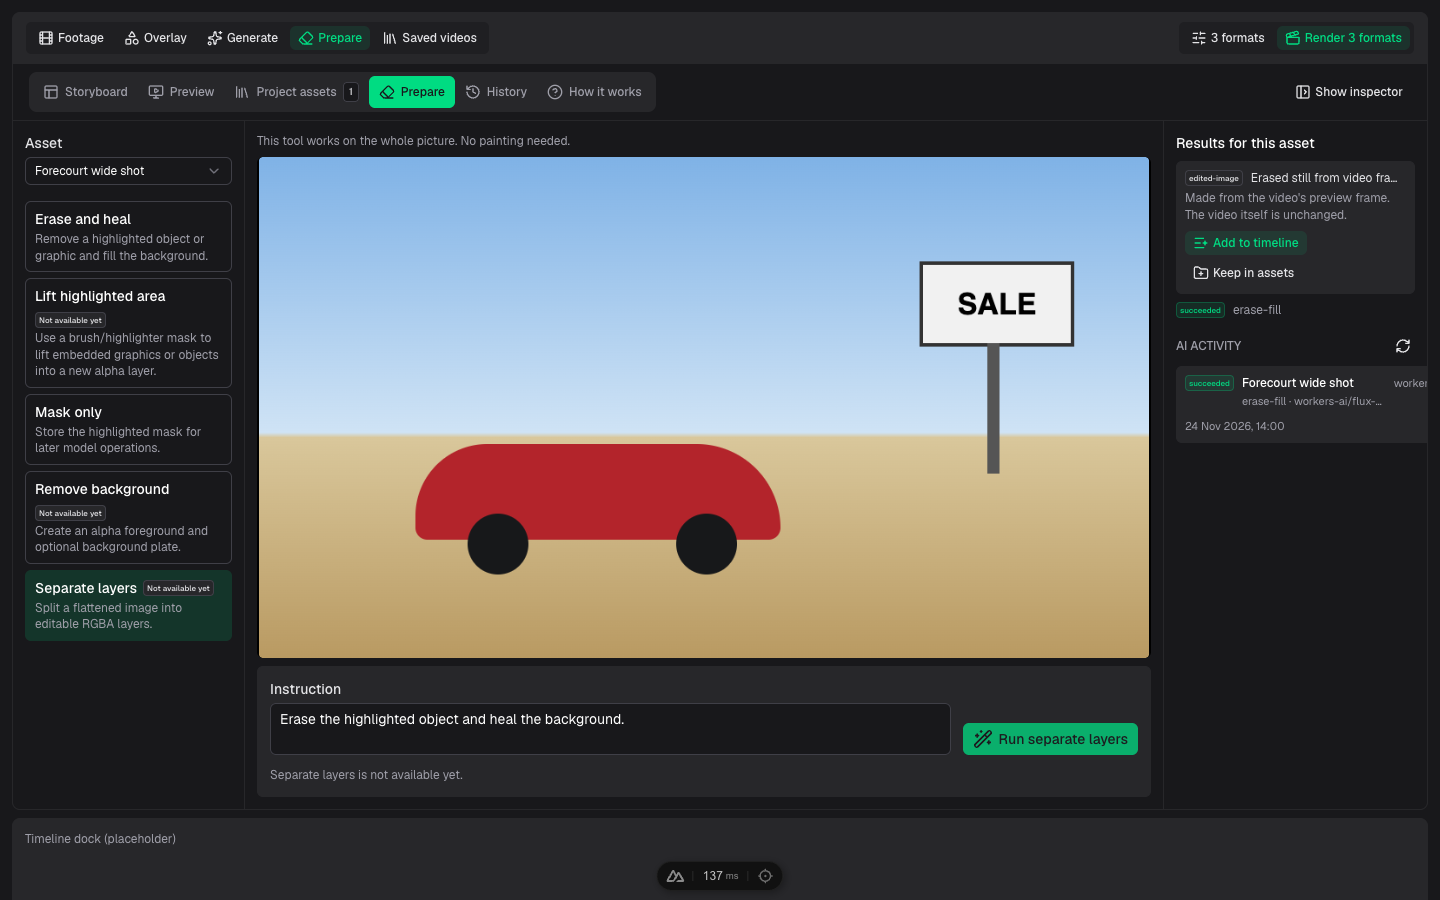 Footage
Overlay
Generate
Prepare
Saved videos
3 formats
Render 3 formats
Storyboard
Preview
Project assets 1
Prepare
History
How it works
Show inspector
Asset
Forecourt wide shot
Erase and heal
Remove a highlighted object or
graphic and fill the background.
Lift highlighted area
Not available yet
Use a brush/highlighter mask to
lift embedded graphics or objects
into a new alpha layer.
Mask only
Store the highlighted mask for
later model operations.
Remove background
Not available yet
Create an alpha foreground and
optional background plate.
Separate layers Not available yet
Split a flattened image into
editable RGBA layers.
This tool works on the whole picture. No painting needed.
SALE
Instruction
Erase the highlighted object and heal the background.
Run separate layers
Separate layers is not available yet.
Results for this asset
edited-image Erased still from video fra...
Made from the video's preview frame.
The video itself is unchanged.
Add to timeline
Keep in assets
succeeded erase-fill
AI ACTIVITY
succeeded Forecourt wide shot worker
erase-fill · workers-ai/flux-...
24 Nov 2026, 14:00
Timeline dock (placeholder)
137 ms